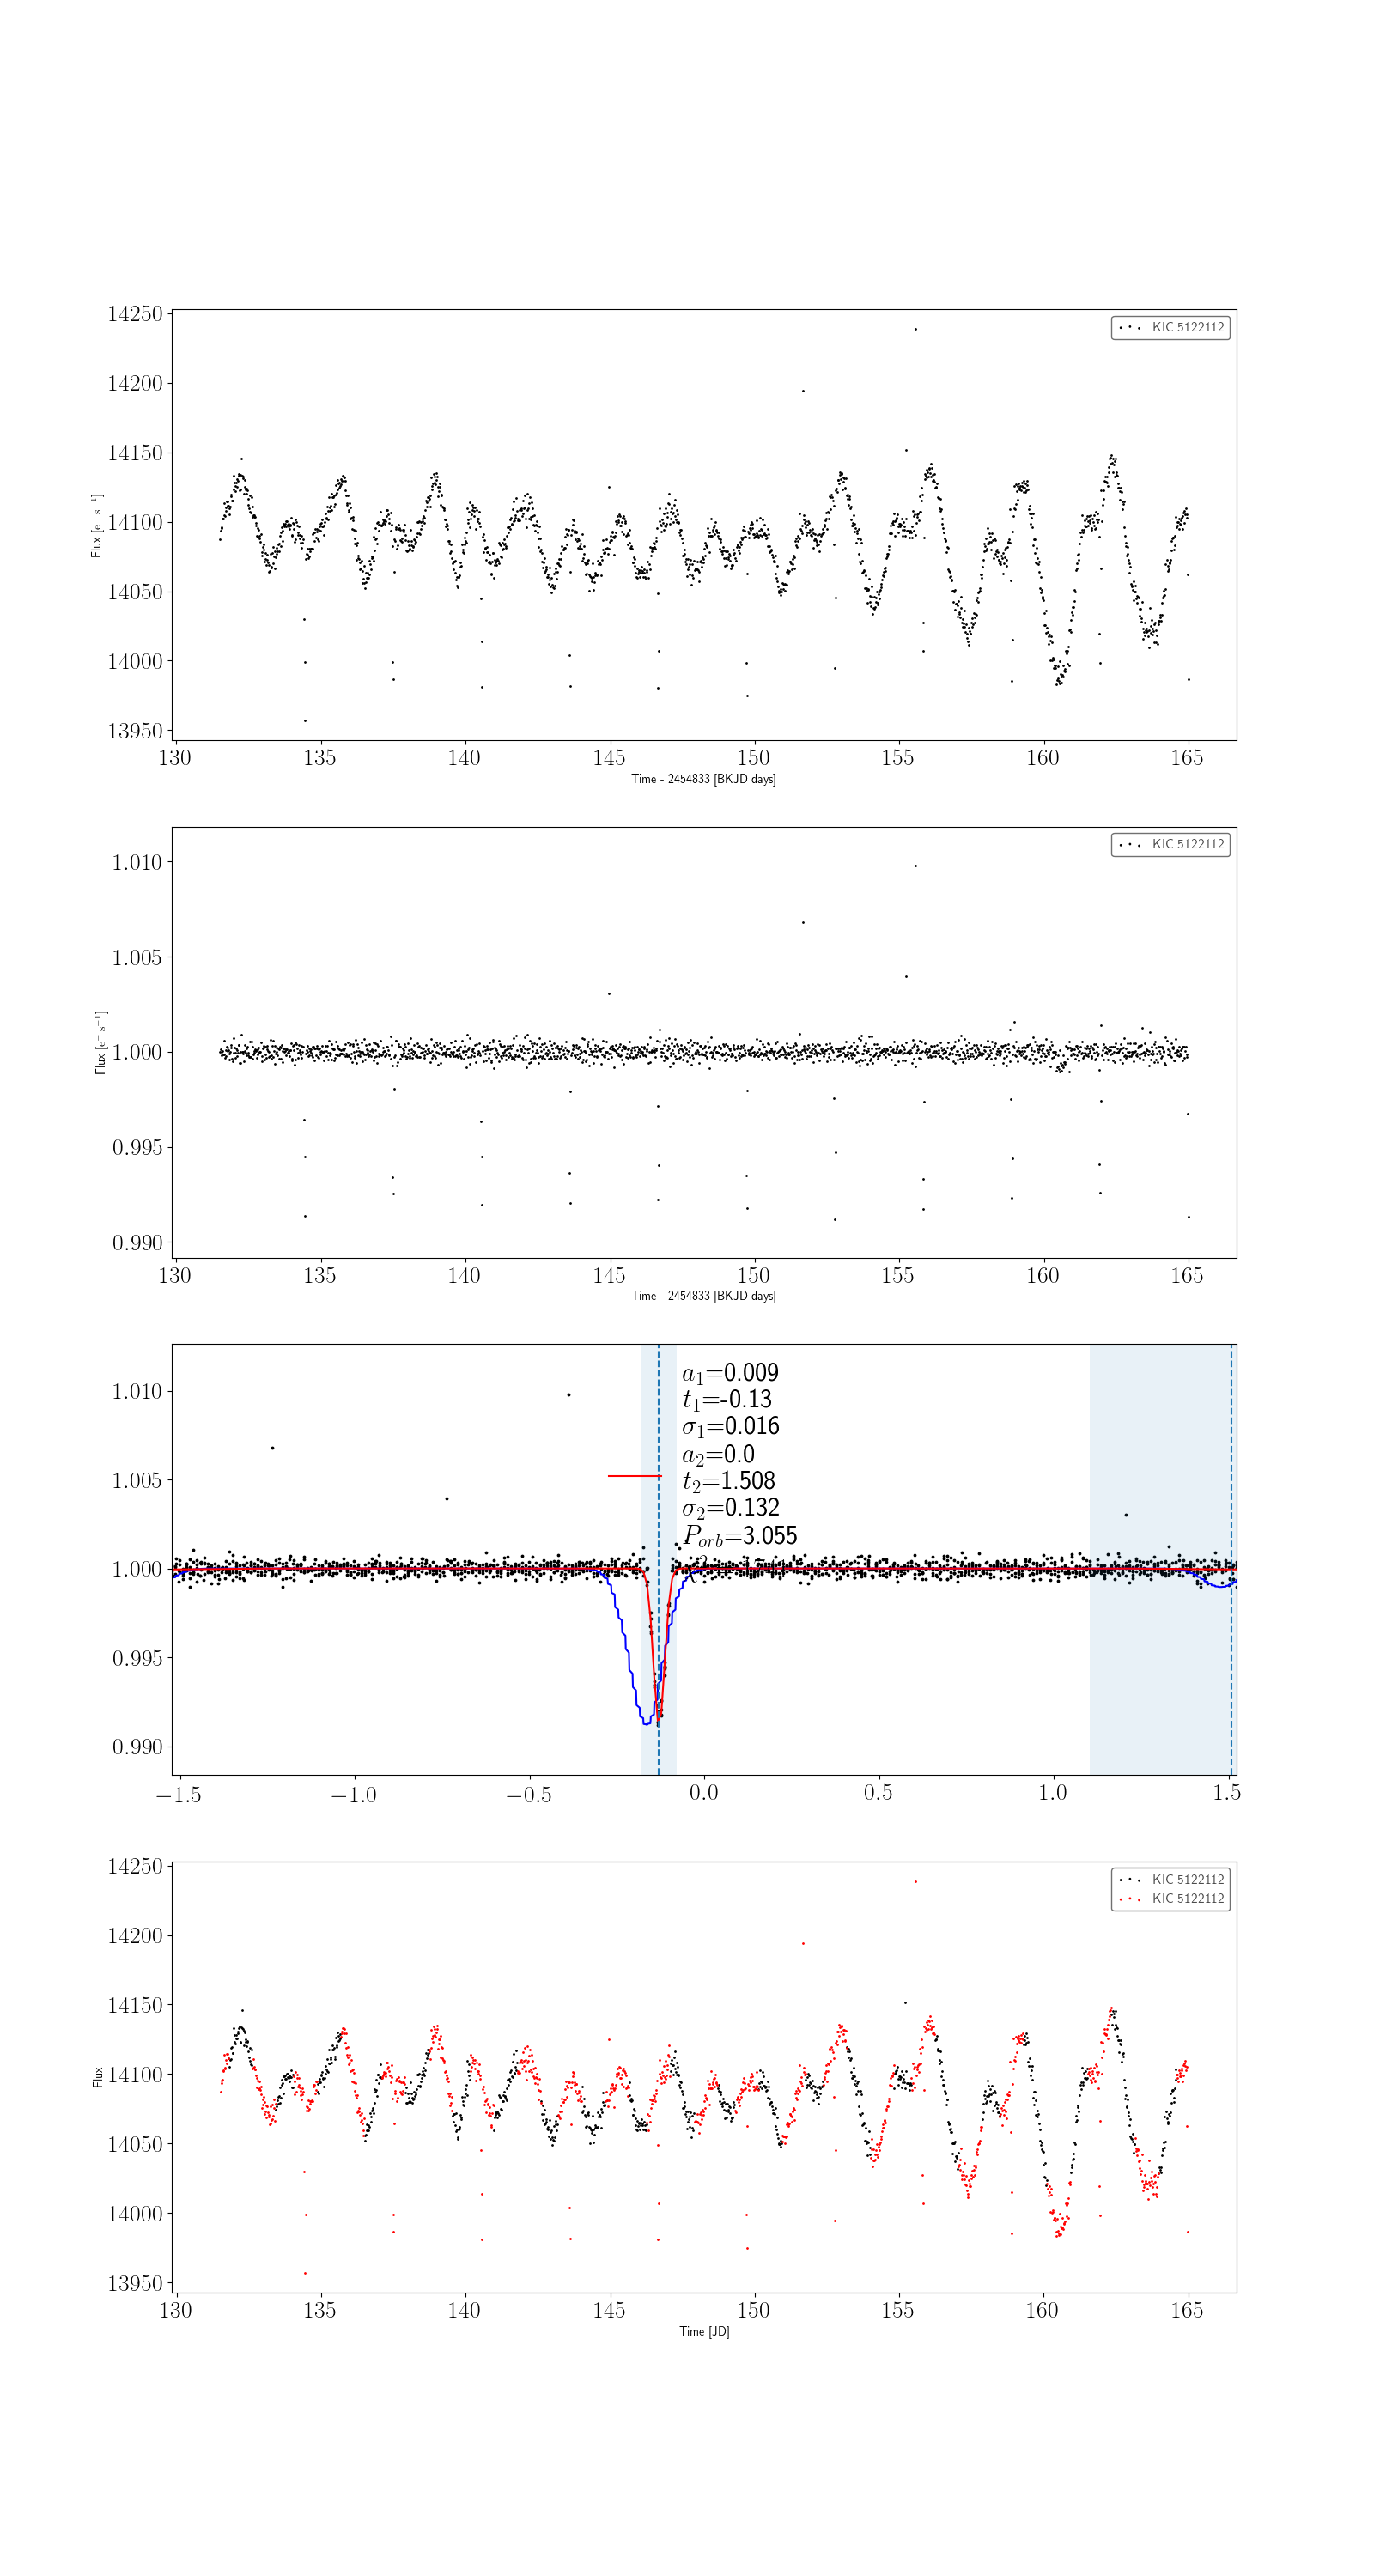 14250
14200
14150
14100
14050
14000
13950
Flux [e⁻ s⁻¹]
KIC 5122112
130 135 140 145 150 155 160 165
Time - 2454833 [BKJD days]
1.010
1.005
1.000
0.995
0.990
Flux [e⁻ s⁻¹]
KIC 5122112
130 135 140 145 150 155 160 165
Time - 2454833 [BKJD days]
1.010
1.005
1.000
0.995
0.990
a₁=0.009
t₁=-0.13
σ₁=0.016
a₂=0.0
t₂=1.508
σ₂=0.132
P_orb=3.055
−1.5 −1.0 −0.5 0.0 0.5 1.0 1.5
14250
14200
14150
14100
14050
14000
13950
Flux
KIC 5122112
KIC 5122112
130 135 140 145 150 155 160 165
Time [JD]